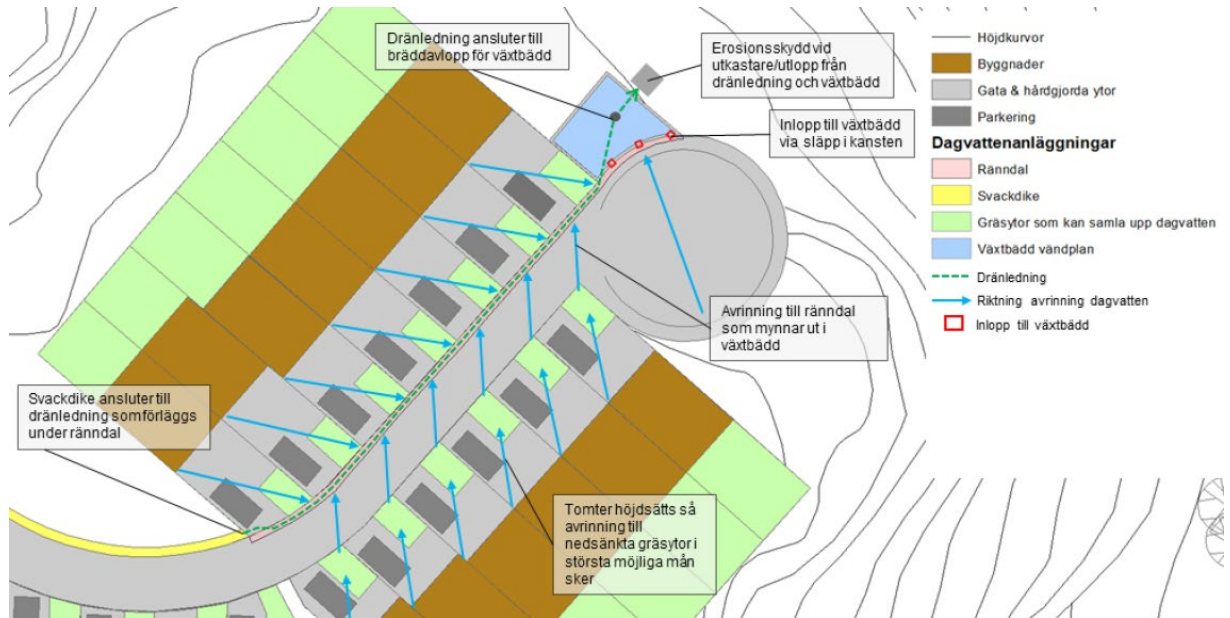 Dränledning ansluter till
bräddavlopp för växtbädd
Erosionsskydd vid
utkastare/utlopp från
dränledning och växtbädd
Inlopp till växtbädd
via släpp i kansten
Avrinning till ränndal
som mynnar ut i
växtbädd
Svackdike ansluter till
dränledning somförläggs
under ränndal
Tomter höjdsätts så
avrinning till
nedsänkta gräsytor i
största möjliga mån
sker
Höjdkurvor
Byggnader
Gata & hårdgjorda ytor
Parkering
Dagvattenanläggningar
Ränndal
Svackdike
Gräsytor som kan samla upp dagvatten
Växtbädd vändplan
Dränledning
Riktning avrinning dagvatten
Inlopp till växtbädd